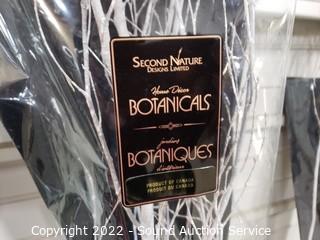 SECOND NATURE
DESIGNS LIMITED
Home Décor
BOTANICALS
jardins
BOTANIQUES
d'intérieur
PRODUCT OF CANADA
PRODUIT DU CANADA
Copyright 2022 - Sound Auction Service